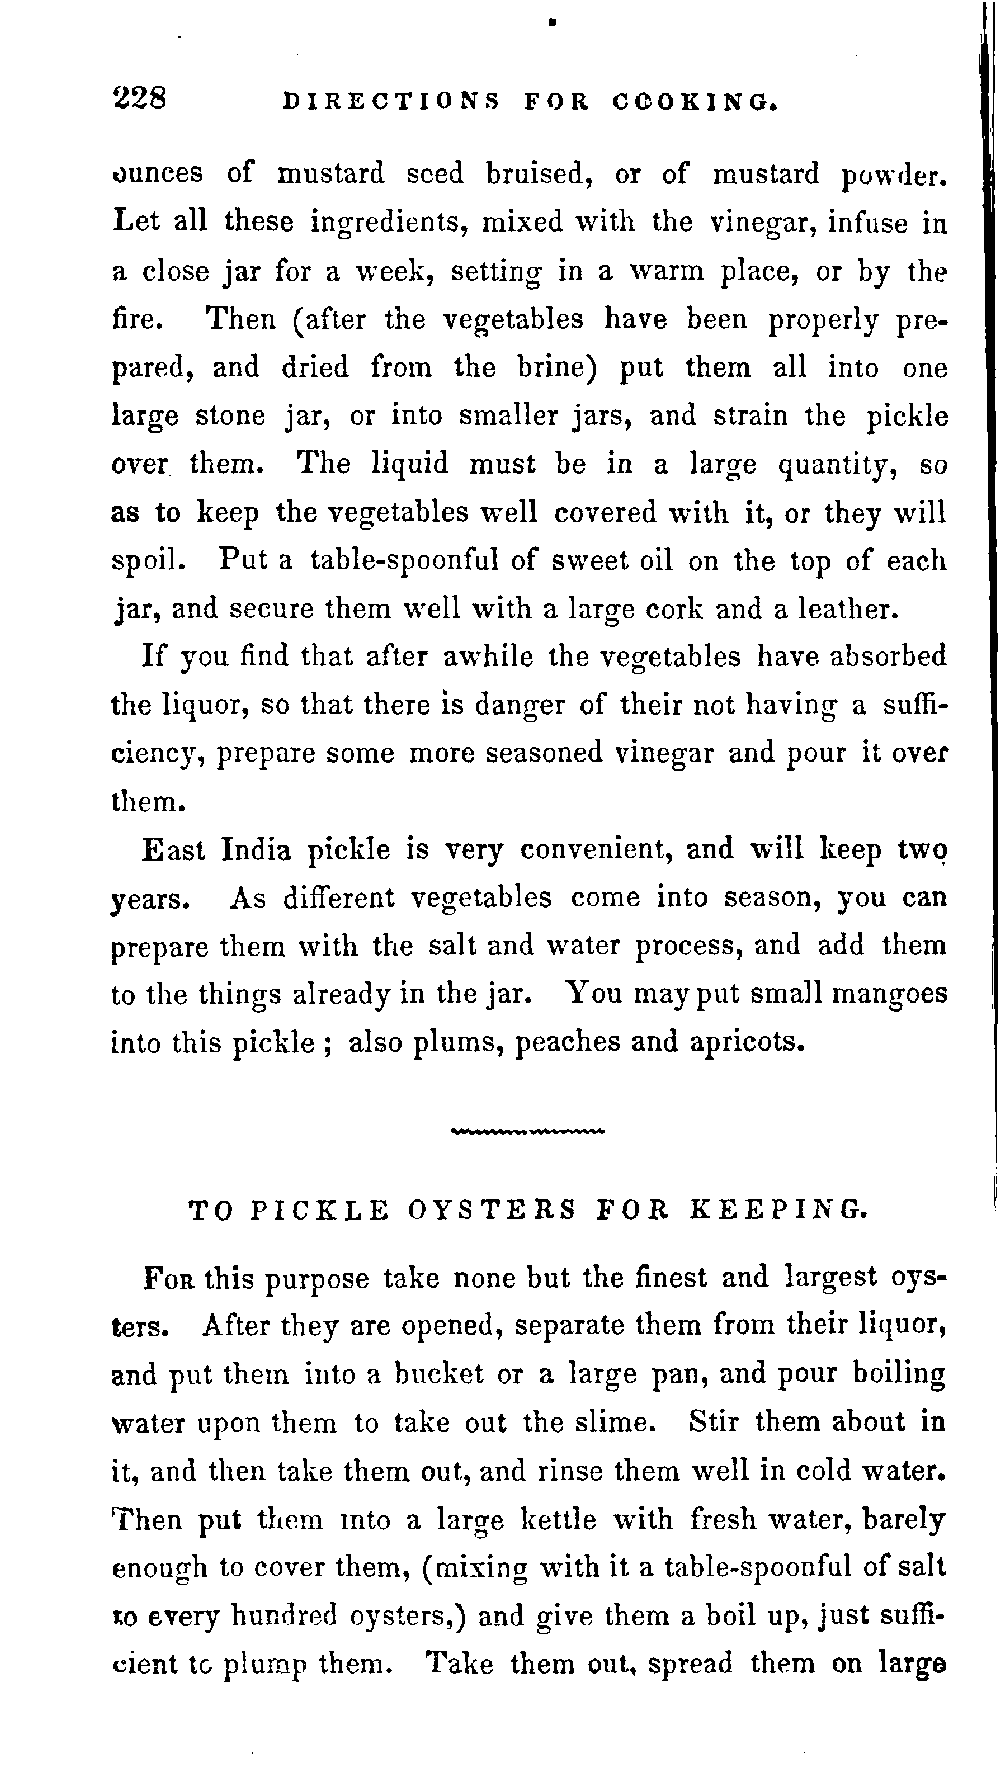 228 DIRECTIONS FOR COOKING.
ounces of mustard seed bruised, or of mustard powder.
Let all these ingredients, mixed with the vinegar, infuse in
a close jar for a week, setting in a warm place, or by the
fire. Then (after the vegetables have been properly pre-
pared, and dried from the brine) put them all into one
large stone jar, or into smaller jars, and strain the pickle
over them. The liquid must be in a large quantity, so
as to keep the vegetables well covered with it, or they will
spoil. Put a table-spoonful of sweet oil on the top of each
jar, and secure them well with a large cork and a leather.
If you find that after awhile the vegetables have absorbed
the liquor, so that there is danger of their not having a suffi-
ciency, prepare some more seasoned vinegar and pour it over
them.
East India pickle is very convenient, and will keep two
years. As different vegetables come into season, you can
prepare them with the salt and water process, and add them
to the things already in the jar. You may put small mangoes
into this pickle; also plums, peaches and apricots.
TO PICKLE OYSTERS FOR KEEPING.
FOR this purpose take none but the finest and largest oys-
ters. After they are opened, separate them from their liquor,
and put them into a bucket or a large pan, and pour boiling
water upon them to take out the slime. Stir them about in
it, and then take them out, and rinse them well in cold water.
Then put them into a large kettle with fresh water, barely
enough to cover them, (mixing with it a table-spoonful of salt
to every hundred oysters,) and give them a boil up, just suffi-
cient to plump them. Take them out, spread them on large